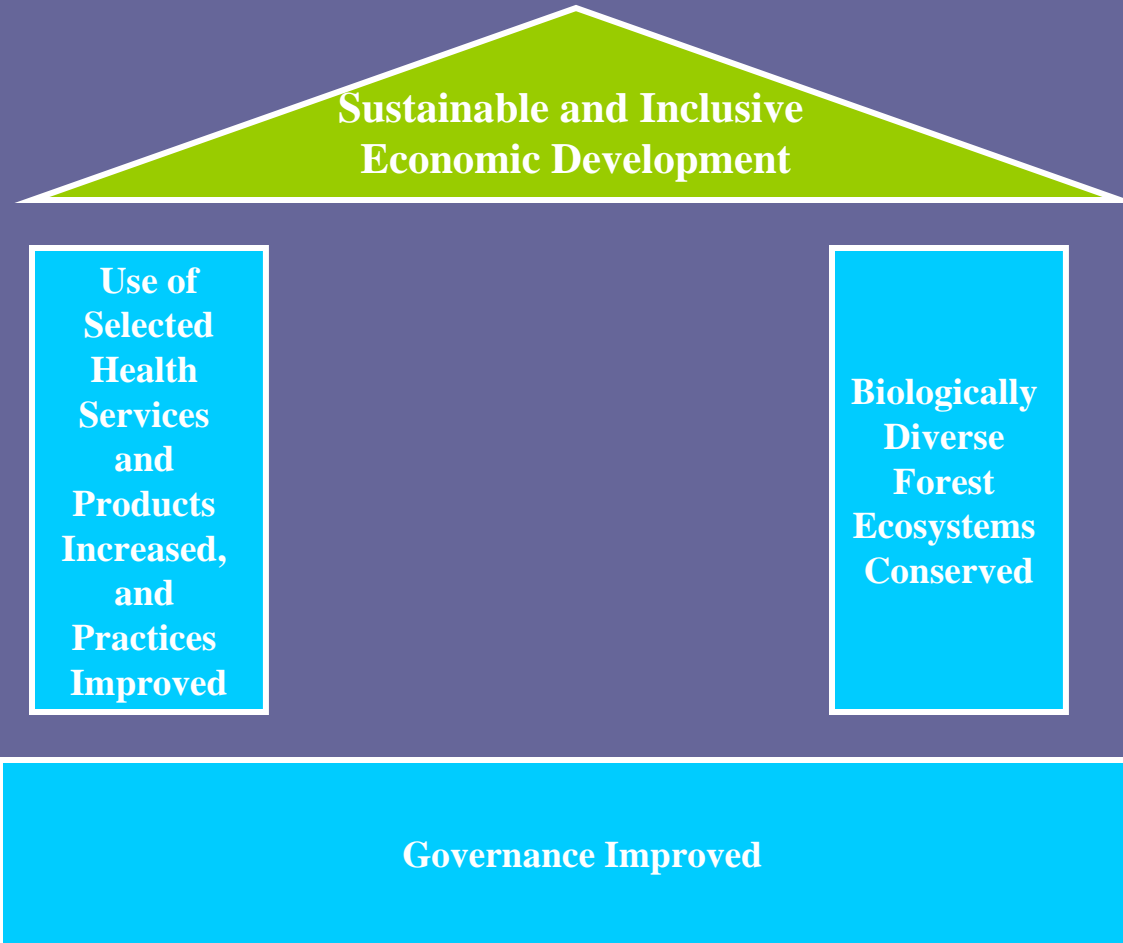 Sustainable and Inclusive
Economic Development
Use of
Selected
Health
Services
and
Products
Increased,
and
Practices
Improved
Biologically
Diverse
Forest
Ecosystems
Conserved
Governance Improved